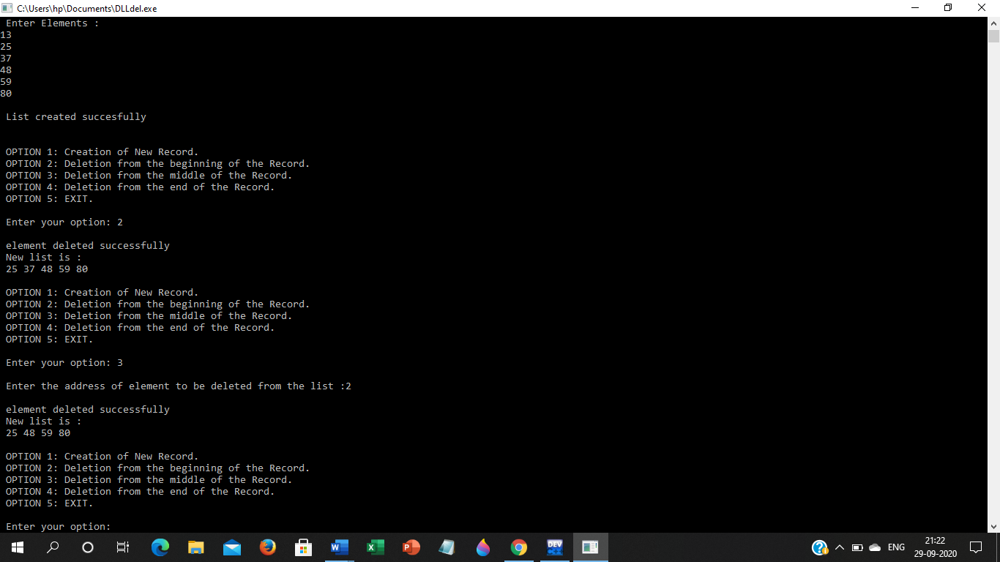 C:\Users\hp\Documents\DLLdel.exe
Enter Elements :
13
25
37
48
59
80
List created succesfully
OPTION 1: Creation of New Record.
OPTION 2: Deletion from the beginning of the Record.
OPTION 3: Deletion from the middle of the Record.
OPTION 4: Deletion from the end of the Record.
OPTION 5: EXIT.
Enter your option: 2
element deleted successfully
New list is :
25 37 48 59 80
OPTION 1: Creation of New Record.
OPTION 2: Deletion from the beginning of the Record.
OPTION 3: Deletion from the middle of the Record.
OPTION 4: Deletion from the end of the Record.
OPTION 5: EXIT.
Enter your option: 3
Enter the address of element to be deleted from the list :2
element deleted successfully
New list is :
25 48 59 80
OPTION 1: Creation of New Record.
OPTION 2: Deletion from the beginning of the Record.
OPTION 3: Deletion from the middle of the Record.
OPTION 4: Deletion from the end of the Record.
OPTION 5: EXIT.
Enter your option:
W
X
P
DEV
ENG
21:22
29-09-2020